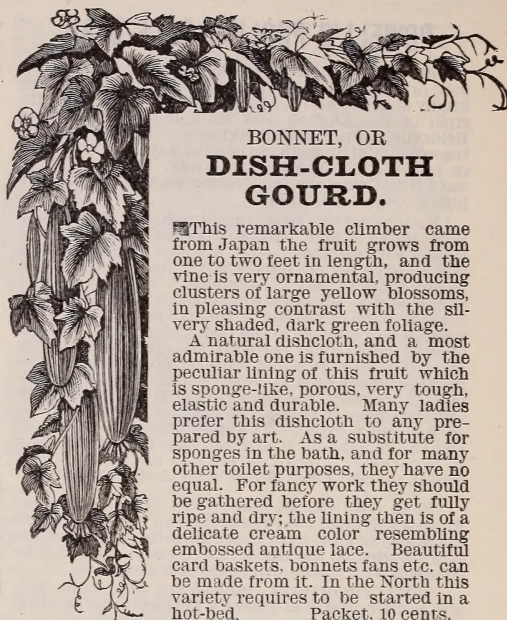 BONNET, OR
DISH-CLOTH
GOURD.
This remarkable climber came
from Japan the fruit grows from
one to two feet in length, and the
vine is very ornamental, producing
clusters of large yellow blossoms,
in pleasing contrast with the sil-
very shaded, dark green foliage.
A natural dishcloth, and a most
admirable one is furnished by the
peculiar lining of this fruit which
is sponge-like, porous, very tough,
elastic and durable. Many ladies
prefer this dishcloth to any pre-
pared by art. As a substitute for
sponges in the bath, and for many
other toilet purposes, they have no
equal. For fancy work they should
be gathered before they get fully
ripe and dry; the lining then is of a
delicate cream color resembling
embossed antique lace. Beautiful
card baskets, bonnets fans etc. can
be made from it. In the North this
variety requires to be started in a
hot-bed. Packet, 10 cents.